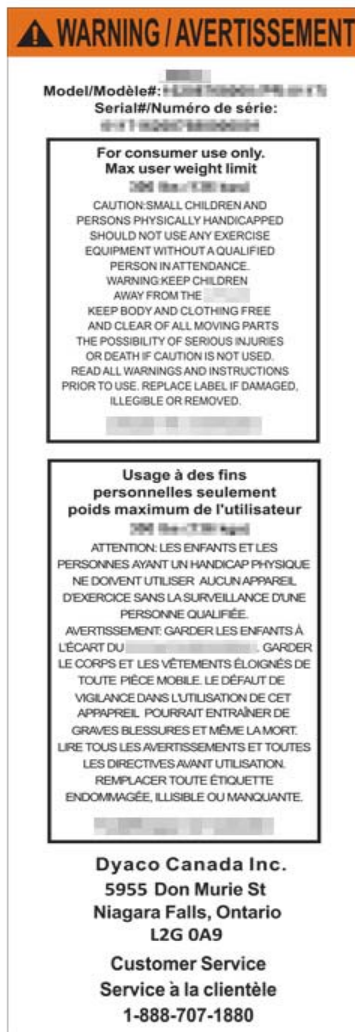 WARNING / AVERTISSEMENT
Model/Modèle#:
Serial#/Numéro de série:
For consumer use only.
Max user weight limit
CAUTION:SMALL CHILDREN AND
PERSONS PHYSICALLY HANDICAPPED
SHOULD NOT USE ANY EXERCISE
EQUIPMENT WITHOUT A QUALIFIED
PERSON IN ATTENDANCE.
WARNING:KEEP CHILDREN
AWAY FROM THE
KEEP BODY AND CLOTHING FREE
AND CLEAR OF ALL MOVING PARTS
THE POSSIBILITY OF SERIOUS INJURIES
OR DEATH IF CAUTION IS NOT USED.
READ ALL WARNINGS AND INSTRUCTIONS
PRIOR TO USE. REPLACE LABEL IF DAMAGED,
ILLEGIBLE OR REMOVED.
Usage à des fins
personnelles seulement
poids maximum de l'utilisateur
ATTENTION: LES ENFANTS ET LES
PERSONNES AYANT UN HANDICAP PHYSIQUE
NE DOIVENT UTILISER AUCUN APPAREIL
D'EXERCICE SANS LA SURVEILLANCE D'UNE
PERSONNE QUALIFIÉE.
AVERTISSEMENT: GARDER LES ENFANTS À
L'ÉCART DU . GARDER
LE CORPS ET LES VÊTEMENTS ÉLOIGNÉS DE
TOUTE PIÈCE MOBILE. LE DÉFAUT DE
VIGILANCE DANS L'UTILISATION DE CET
APPAPREIL POURRAIT ENTRAÎNER DE
GRAVES BLESSURES ET MÊME LA MORT.
LIRE TOUS LES AVERTISSEMENTS ET TOUTES
LES DIRECTIVES AVANT UTILISATION.
REMPLACER TOUTE ÉTIQUETTE
ENDOMMAGÉE, ILLISIBLE OU MANQUANTE.
Dyaco Canada Inc.
5955 Don Murie St
Niagara Falls, Ontario
L2G 0A9
Customer Service
Service à la clientèle
1-888-707-1880